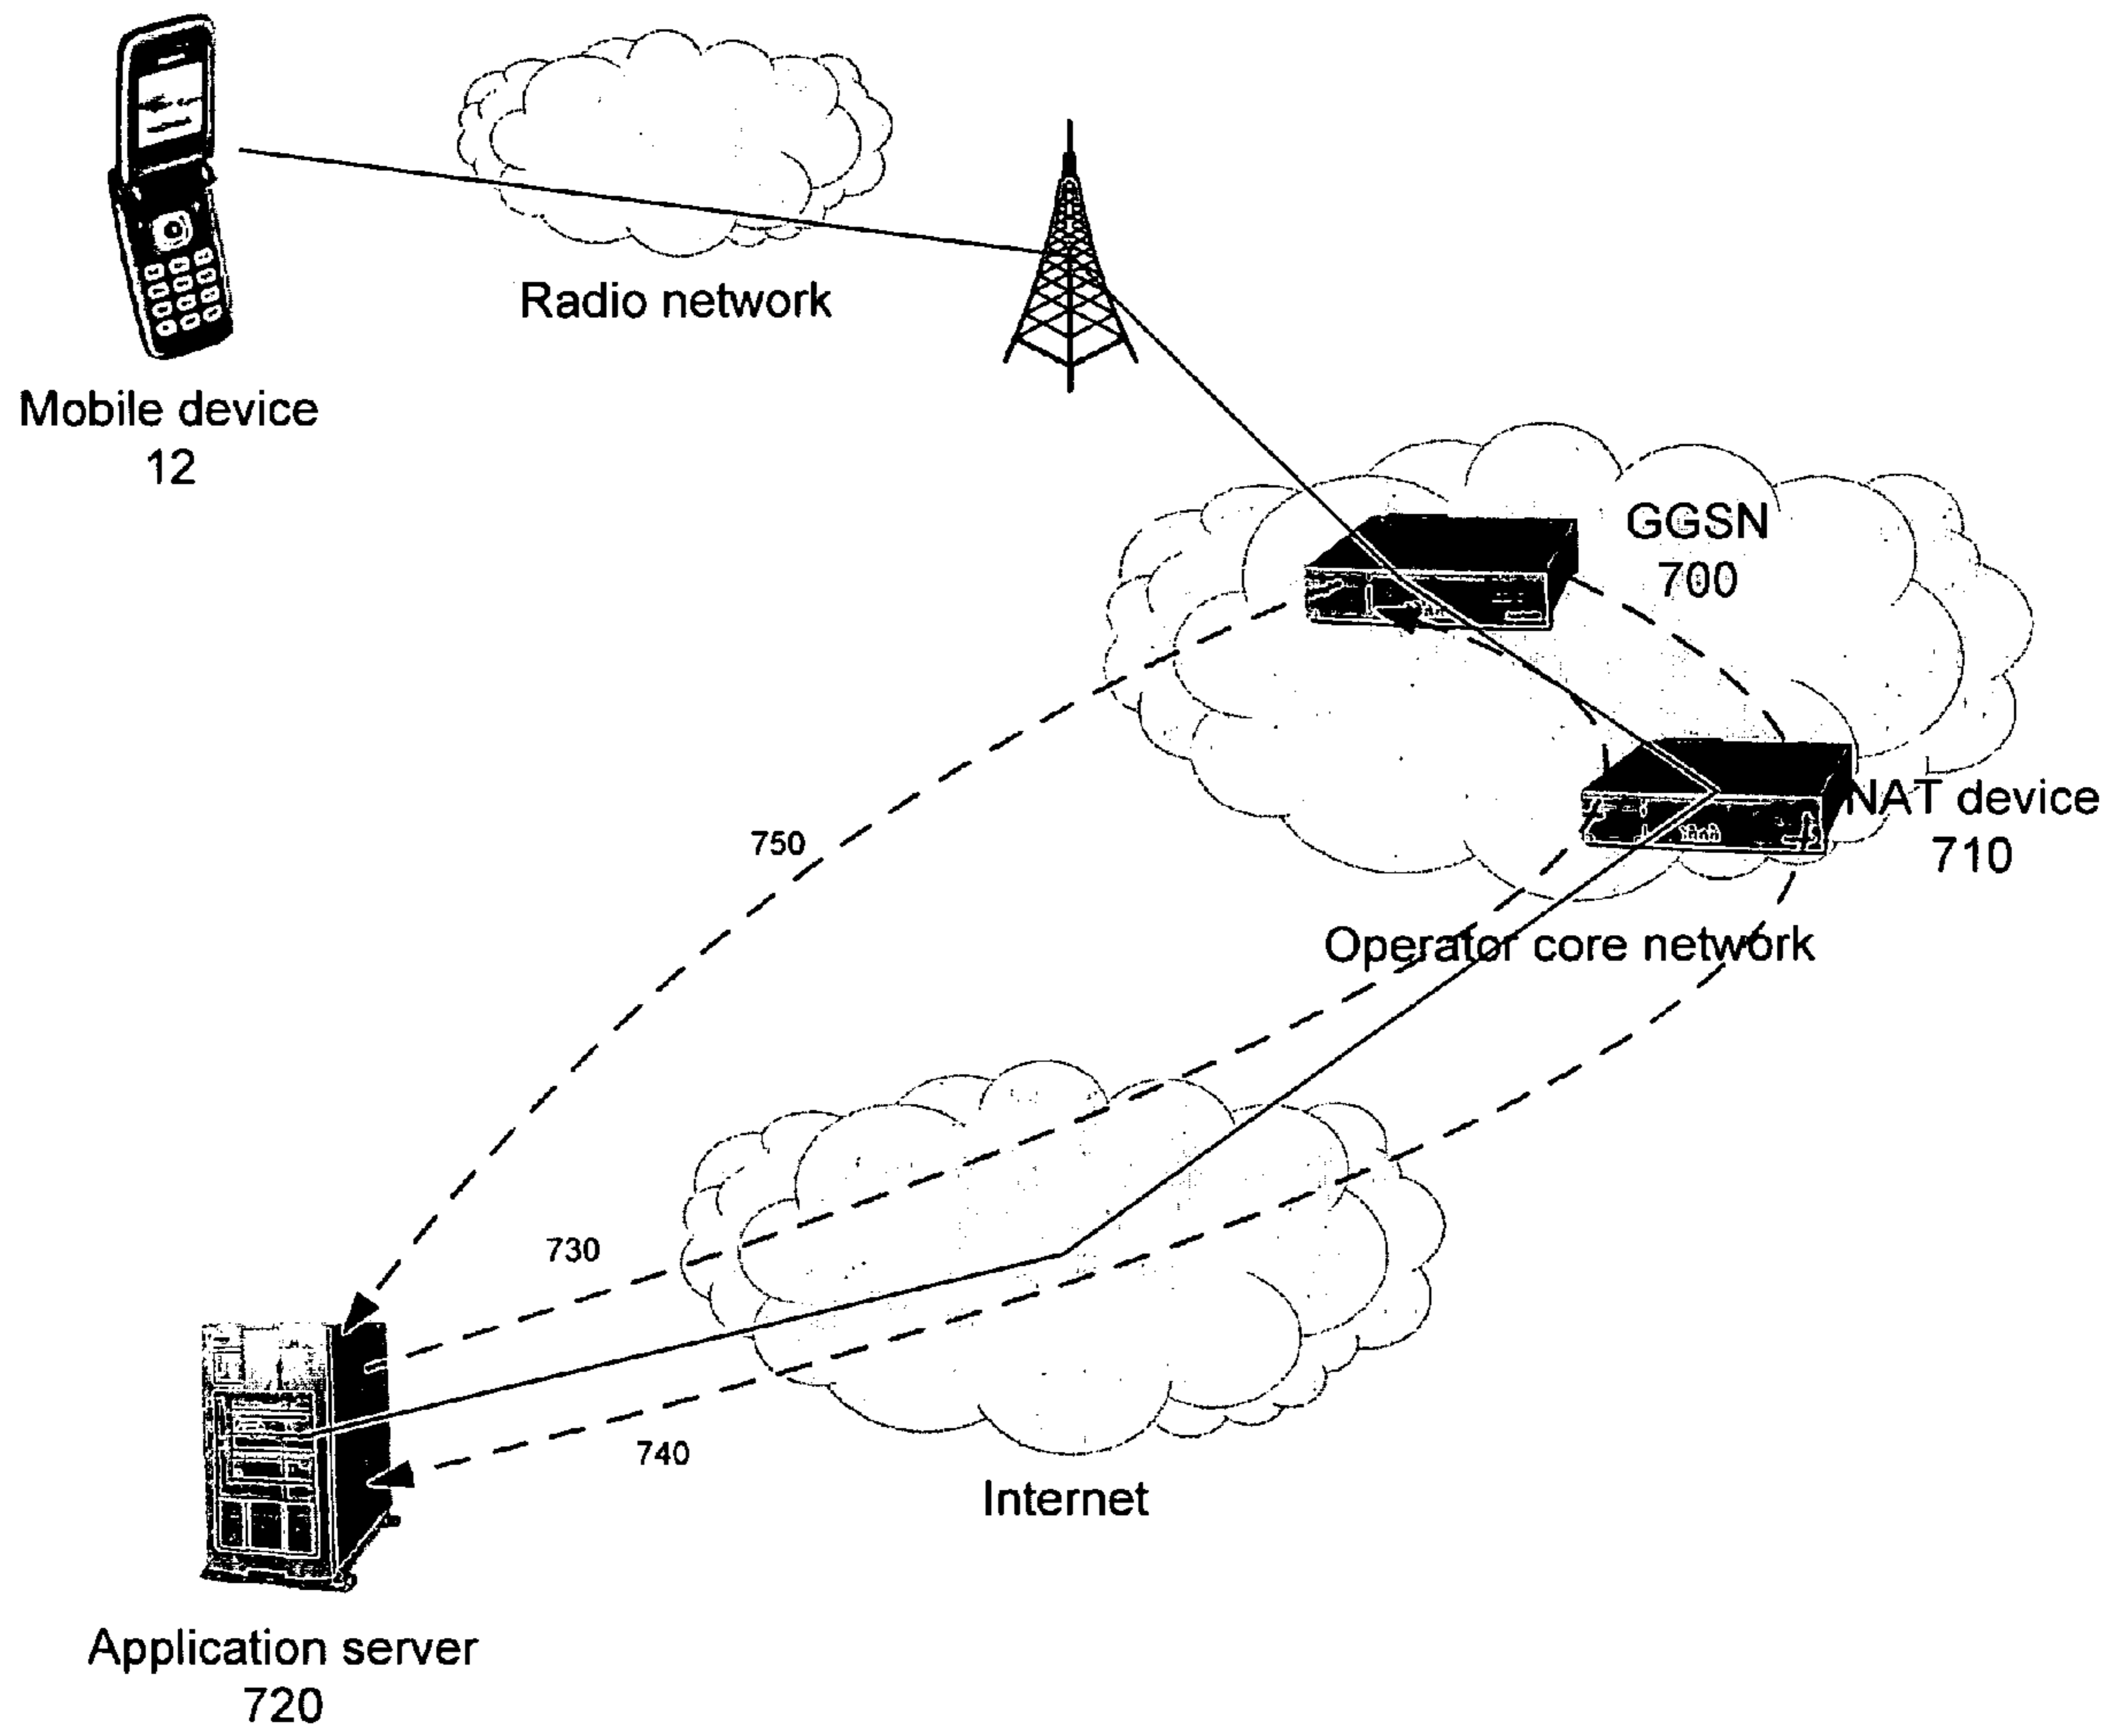 Radio network
Mobile device
12
GGSN
700
NAT device
710
750
Operator core network
730
740
Internet
Application server
720